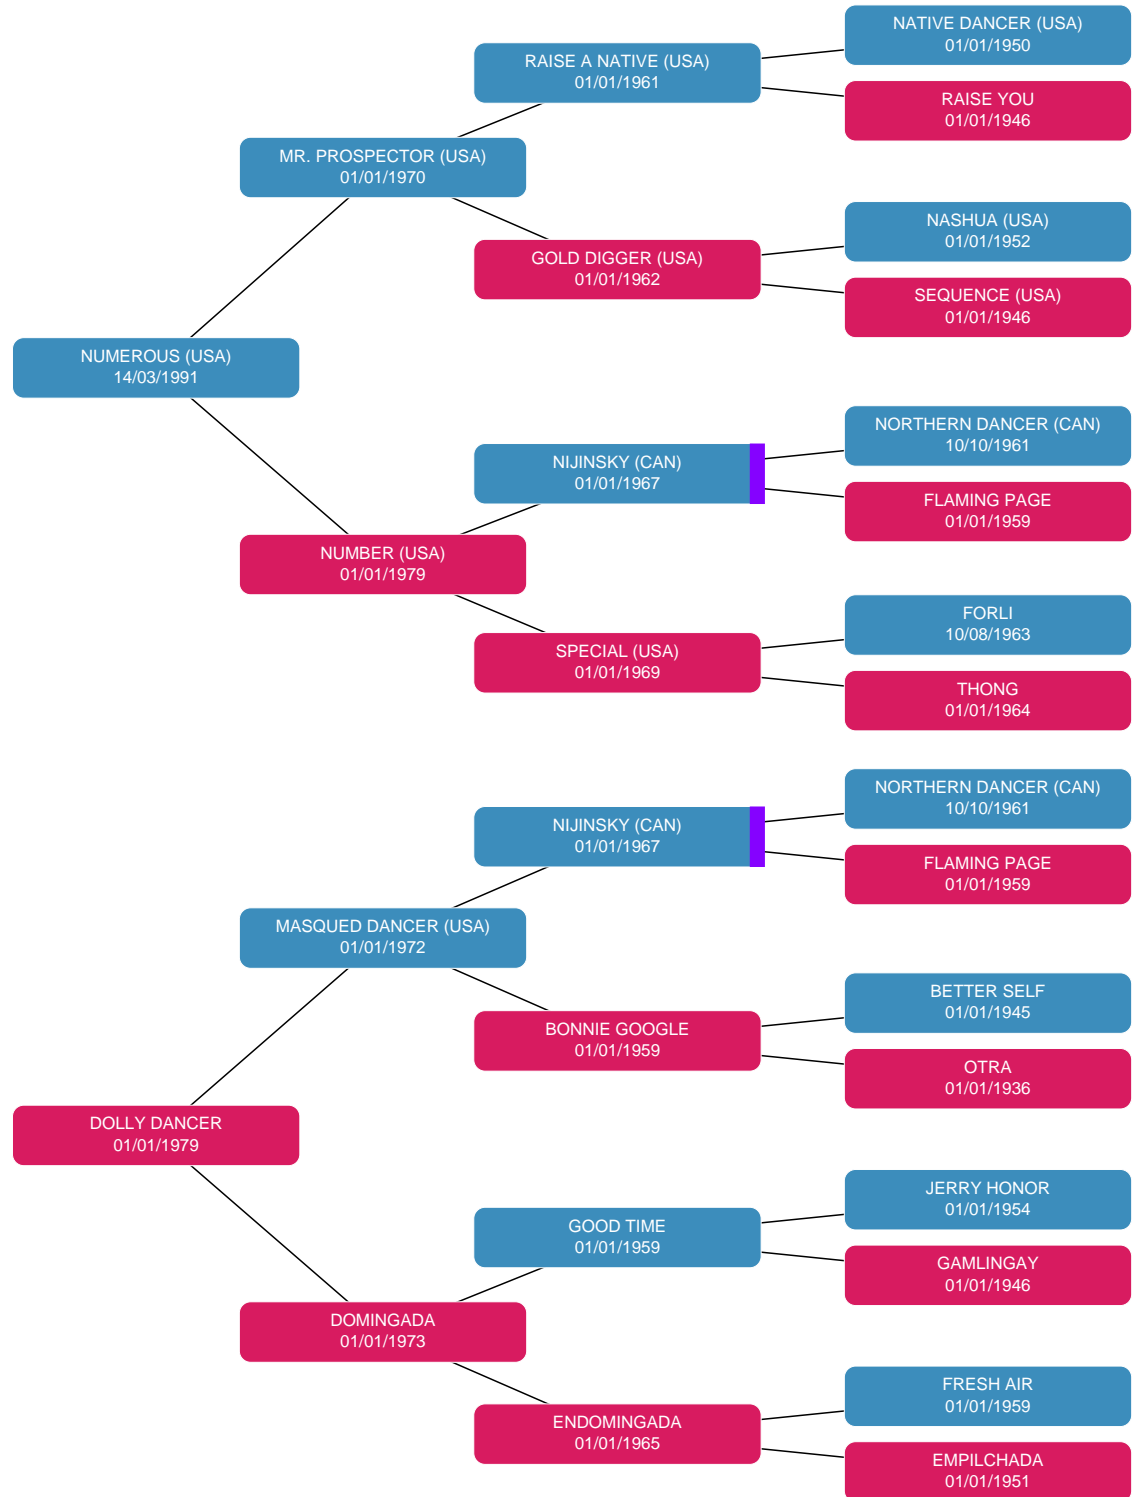 NATIVE DANCER (USA)
01/01/1950
RAISE A NATIVE (USA)
01/01/1961
RAISE YOU
01/01/1946
MR. PROSPECTOR (USA)
01/01/1970
NASHUA (USA)
01/01/1952
GOLD DIGGER (USA)
01/01/1962
SEQUENCE (USA)
01/01/1946
NUMEROUS (USA)
14/03/1991
NORTHERN DANCER (CAN)
10/10/1961
NIJINSKY (CAN)
01/01/1967
FLAMING PAGE
01/01/1959
NUMBER (USA)
01/01/1979
FORLI
10/08/1963
SPECIAL (USA)
01/01/1969
THONG
01/01/1964
NORTHERN DANCER (CAN)
10/10/1961
NIJINSKY (CAN)
01/01/1967
FLAMING PAGE
01/01/1959
MASQUED DANCER (USA)
01/01/1972
BETTER SELF
01/01/1945
BONNIE GOOGLE
01/01/1959
OTRA
01/01/1936
DOLLY DANCER
01/01/1979
JERRY HONOR
01/01/1954
GOOD TIME
01/01/1959
GAMLINGAY
01/01/1946
DOMINGADA
01/01/1973
FRESH AIR
01/01/1959
ENDOMINGADA
01/01/1965
EMPILCHADA
01/01/1951